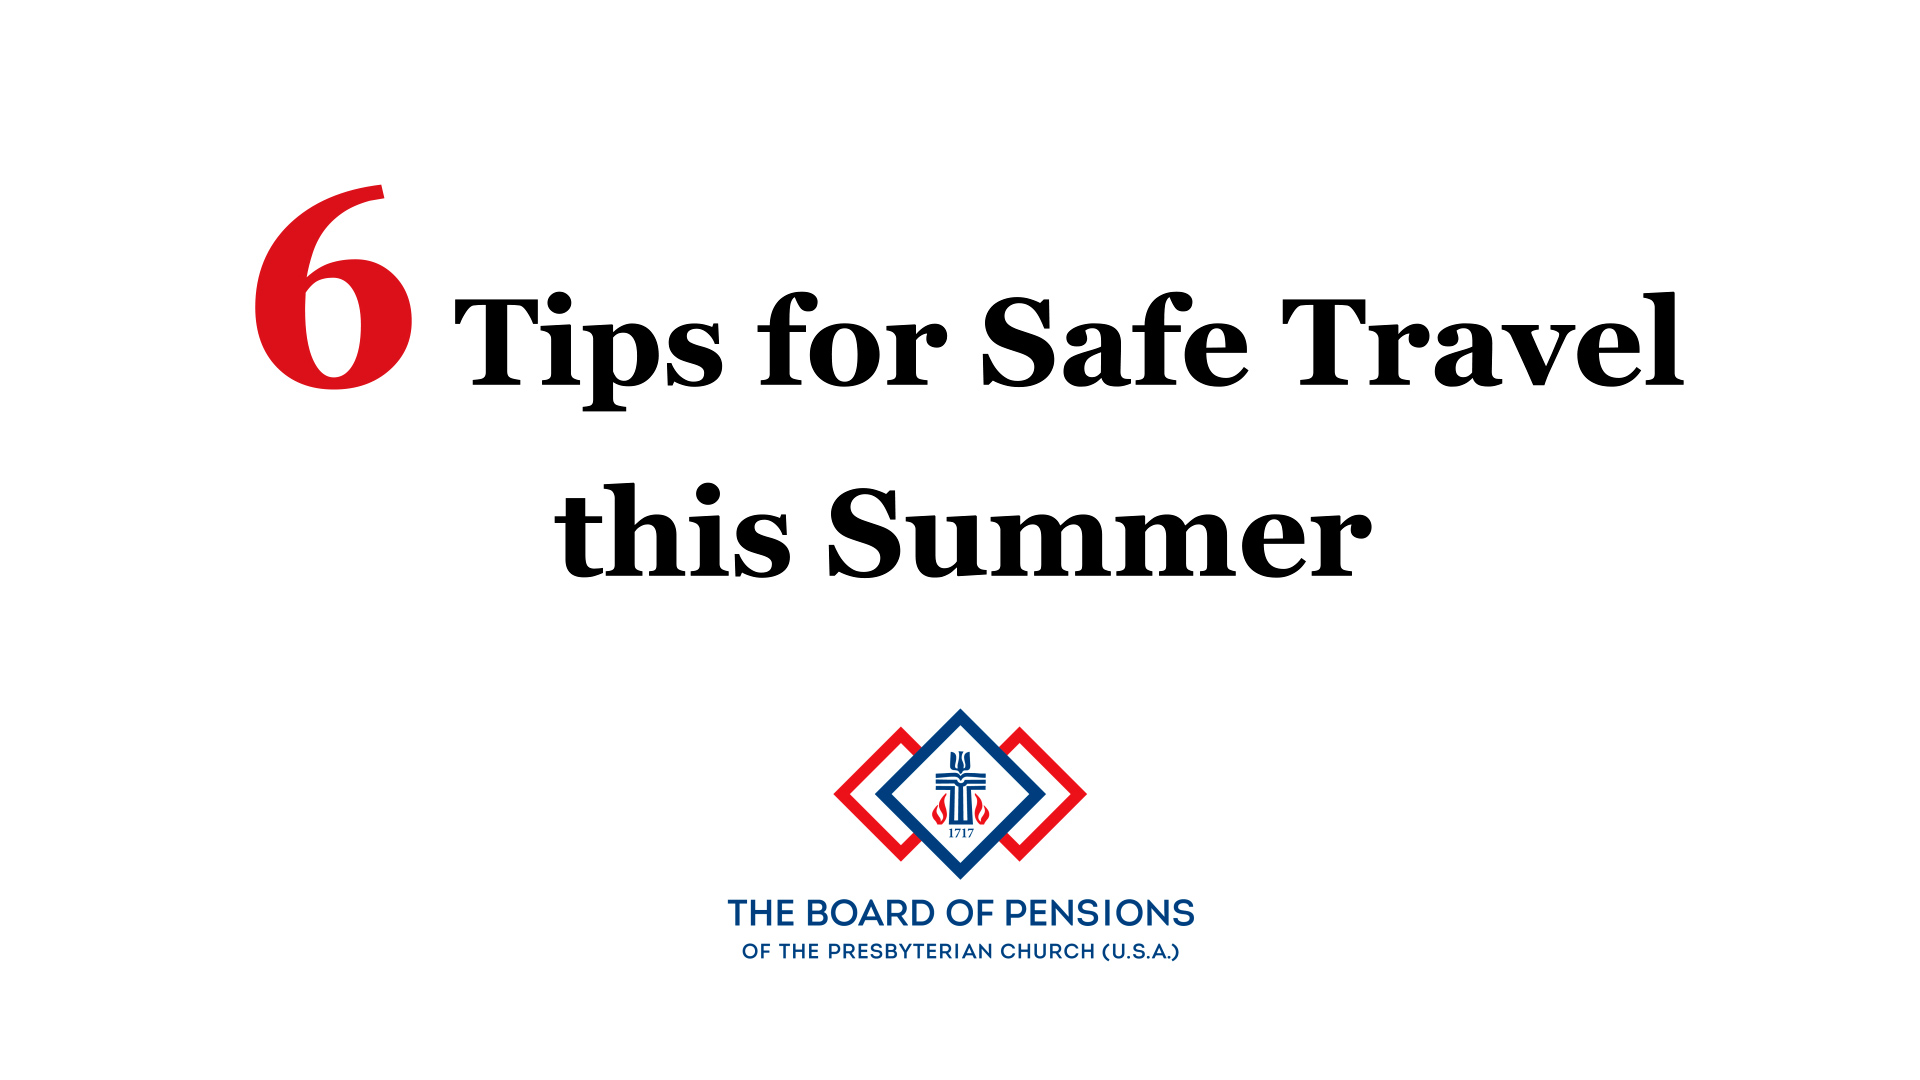 6 Tips for Safe Travel
this Summer
1717
THE BOARD OF PENSIONS
OF THE PRESBYTERIAN CHURCH (U.S.A.)